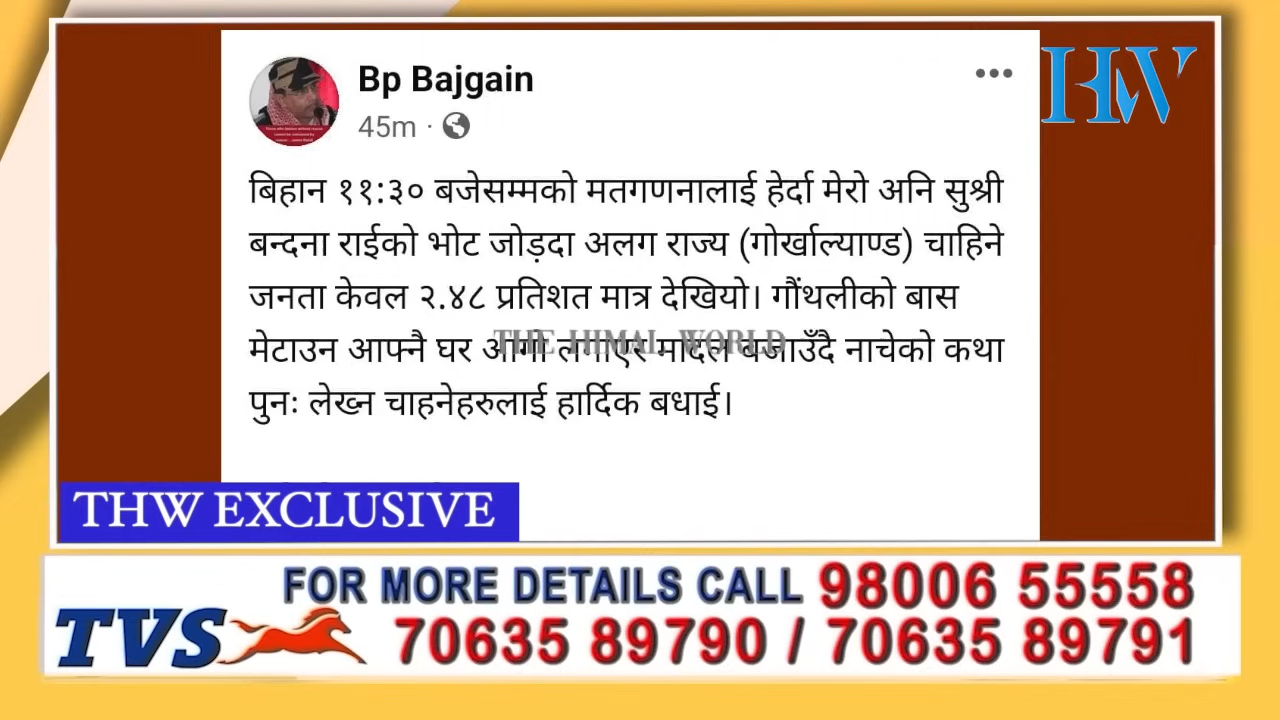 Bp Bajgain
HW
45m
बिहान ११:३० बजेसम्मको मतगणनालाई हेर्दा मेरो अनि सुश्री
बन्दना राईको भोट जोड़दा अलग राज्य (गोर्खाल्याण्ड) चाहिने
जनता केवल २.४८ प्रतिशत मात्र देखियो। गौंथलीको बास
मेटाउन आफ्नै घर आगो लगाएर मादल बजाउँदै नाचेको कथा
THE HIMAL WORLD
पुनः लेख्न चाहनेहरुलाई हार्दिक बधाई।
THW EXCLUSIVE
FOR MORE DETAILS CALL 98006 55558
TVS
70635 89790 / 70635 89791